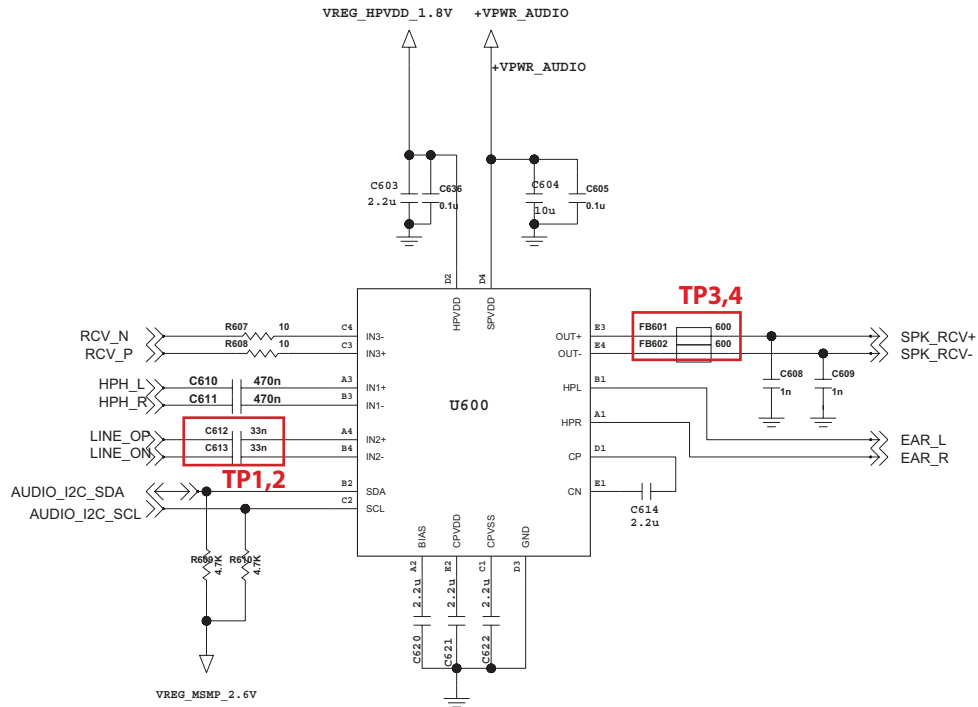 VREG_HPVDD_1.8V +VPWR_AUDIO
+VPWR_AUDIO
C603 2.2u
C636 0.1u
C604 10u
C605 0.1u
D2 D4
HPVDD SPVDD
TP3,4
RCV_N R607 10 C4 IN3-
RCV_P R608 10 C3 IN3+
OUT+ E3 FB601 600 SPK_RCV+
OUT- E4 FB602 600 SPK_RCV-
C608 1n
C609 1n
HPH_L C610 470n A3 IN1+
HPH_R C611 470n B3 IN1-
U600
HPL B1
HPR A1
LINE_OP C612 33n A4 IN2+
LINE_ON C613 33n B4 IN2-
TP1,2
EAR_L
EAR_R
CP D1
CN E1
C614
2.2u
AUDIO_I2C_SDA B2 SDA
AUDIO_I2C_SCL C2 SCL
R609 4.7K
R610 4.7K
BIAS CPVDD CPVSS GND
A2 E2 C1 D3
2.2u 2.2u 2.2u
C620 C621 C622
VREG_MSMP_2.6V